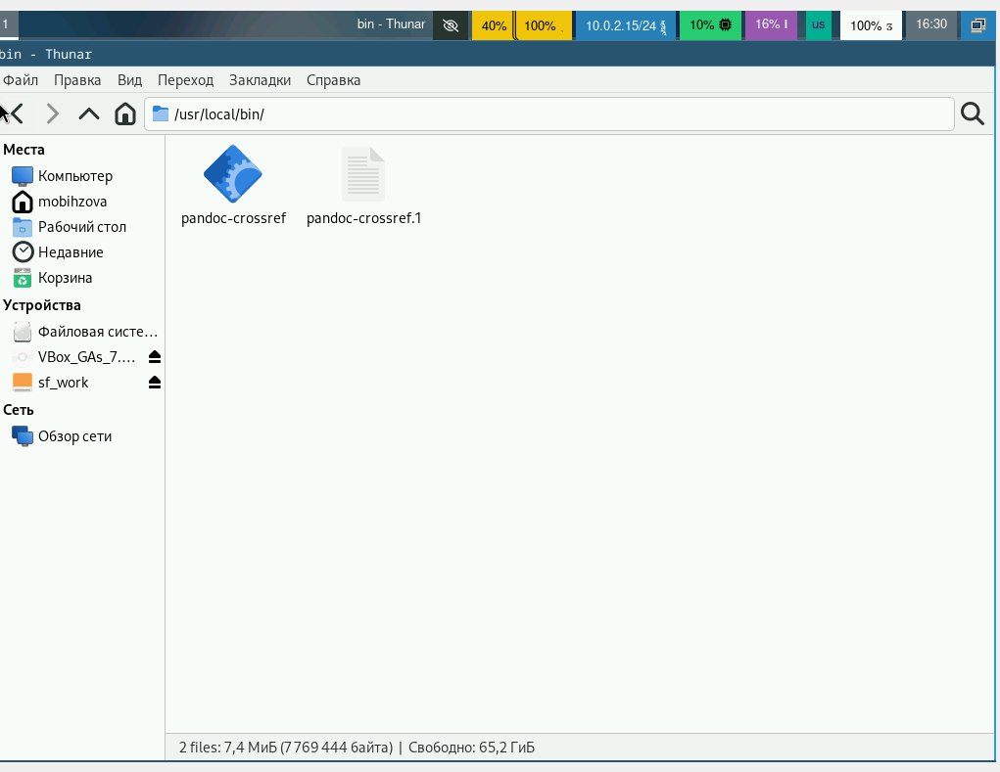 1 bin - Thunar 40% 100% 10.0.2.15/24 10% 16% us 100% 16:30
bin - Thunar
Файл Правка Вид Переход Закладки Справка
/usr/local/bin/
Места
Компьютер
mobihzova
Рабочий стол
Недавние
Корзина
Устройства
Файловая систе...
VBox_GAs_7....
sf_work
Сеть
Обзор сети
pandoc-crossref pandoc-crossref.1
2 files: 7,4 МиБ (7 769 444 байта) | Свободно: 65,2 ГиБ